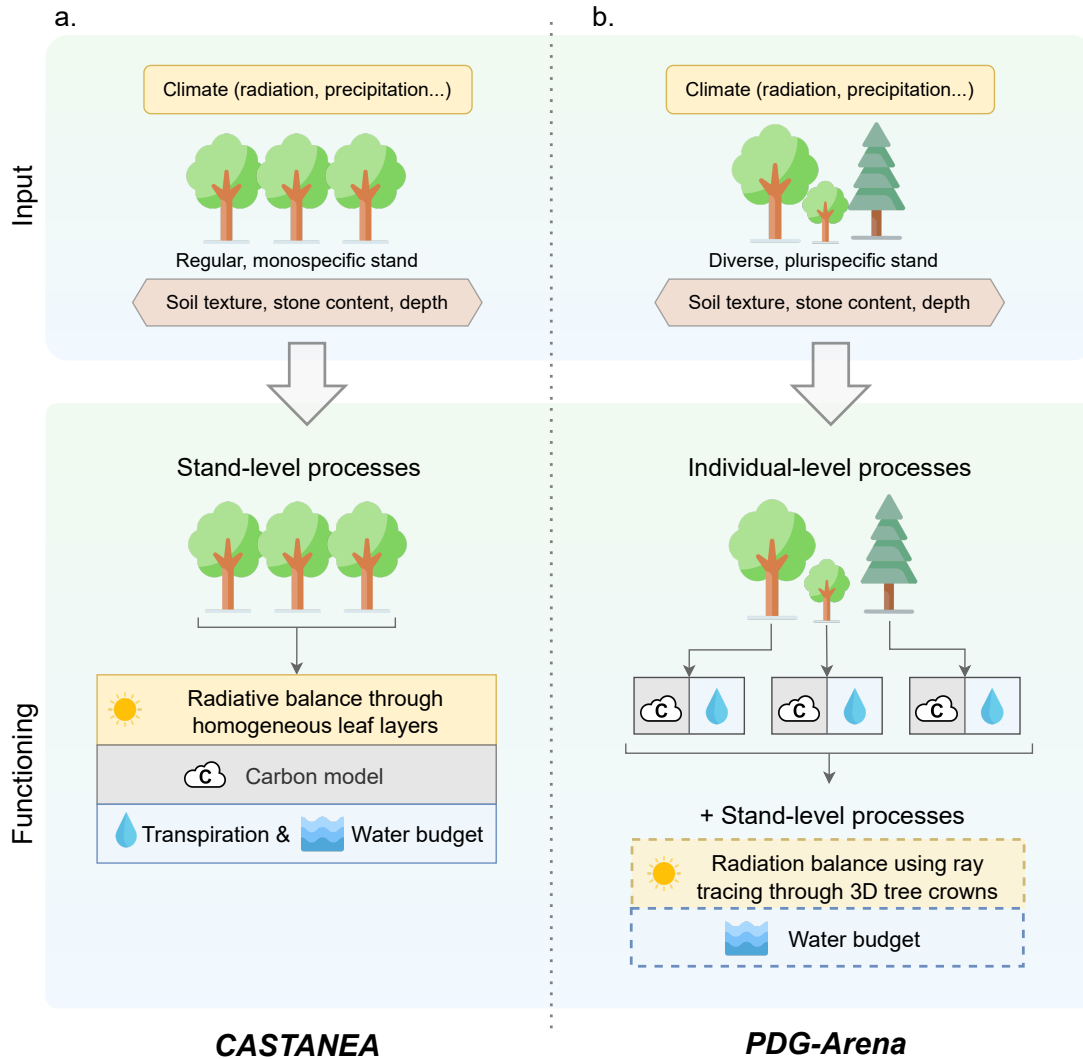 a.
Input
Climate (radiation, precipitation...)
Regular, monospecific stand
Soil texture, stone content, depth
Functioning
Stand-level processes
Radiative balance through
homogeneous leaf layers
C
Carbon model
Transpiration &
Water budget
CASTANEA
b.
Climate (radiation, precipitation...)
Diverse, plurispecific stand
Soil texture, stone content, depth
Individual-level processes
C
C
C
+ Stand-level processes
Radiation balance using ray
tracing through 3D tree crowns
Water budget
PDG-Arena